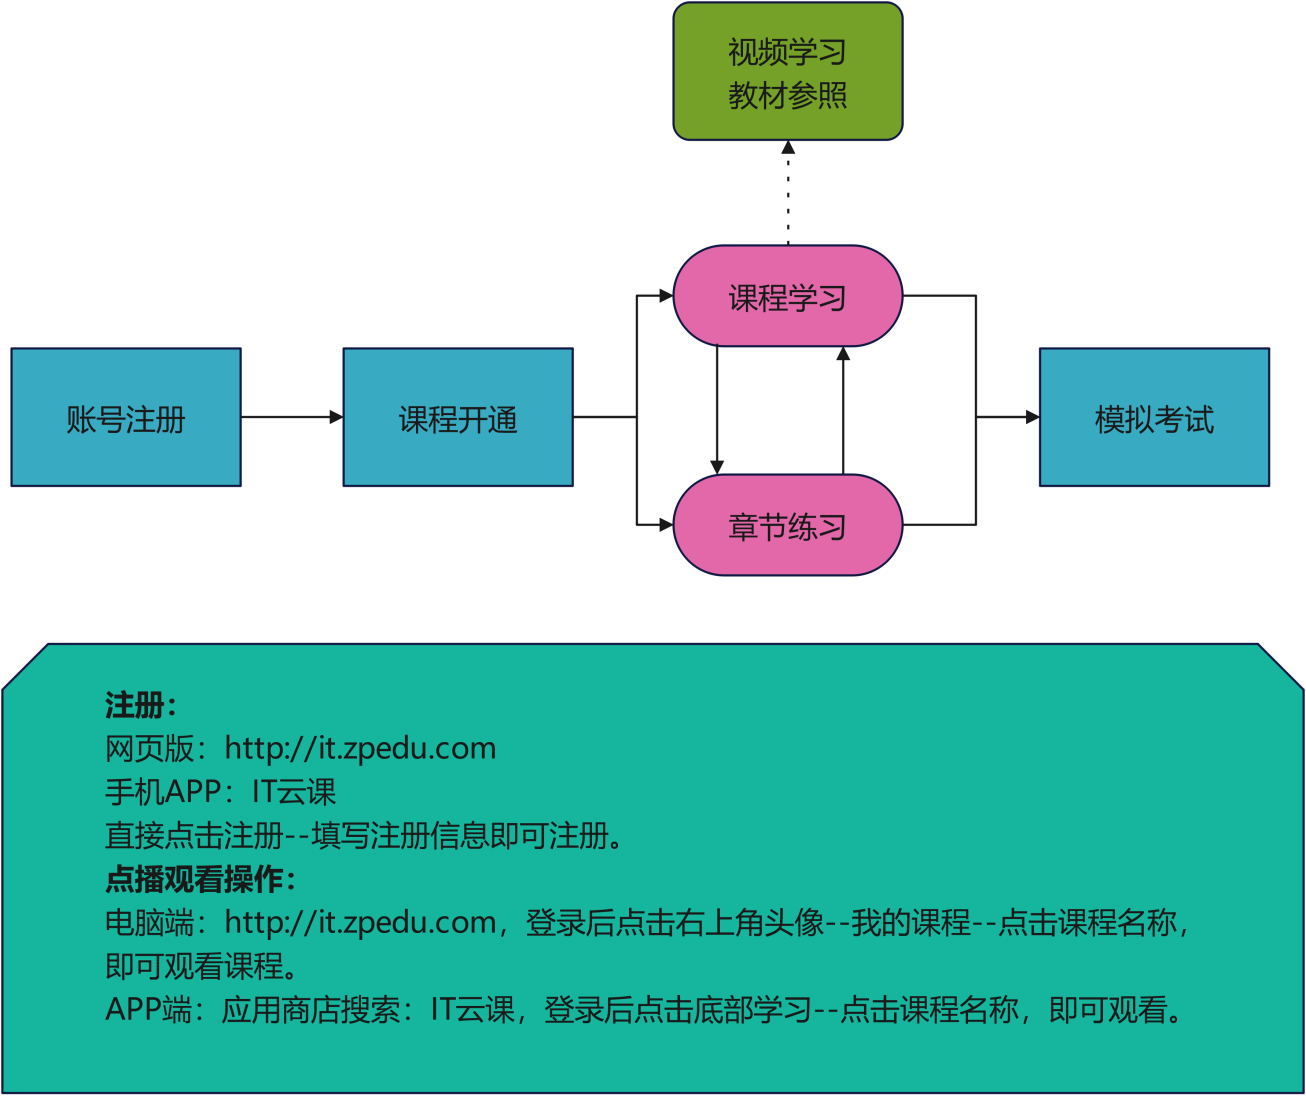 视频学习
教材参照
课程学习
账号注册
课程开通
模拟考试
章节练习
注册：
网页版：http://it.zpedu.com
手机APP：IT云课
直接点击注册--填写注册信息即可注册。
点播观看操作：
电脑端：http://it.zpedu.com，登录后点击右上角头像--我的课程--点击课程名称，
即可观看课程。
APP端：应用商店搜索：IT云课，登录后点击底部学习--点击课程名称，即可观看。